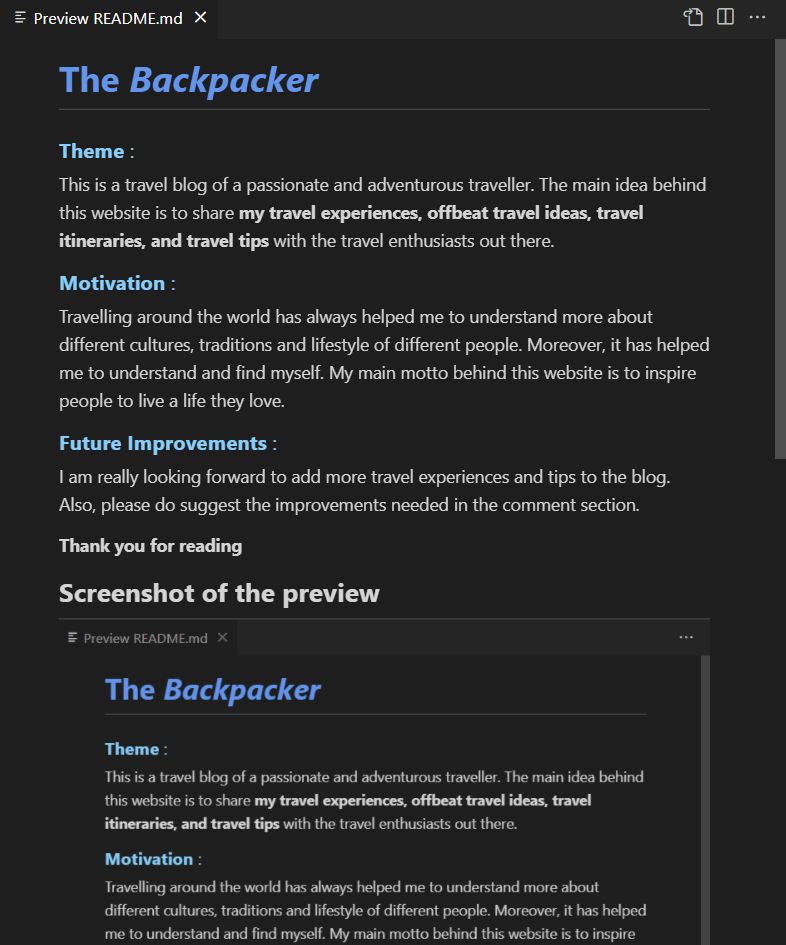 Preview README.md
The Backpacker
Theme :
This is a travel blog of a passionate and adventurous traveller. The main idea behind
this website is to share my travel experiences, offbeat travel ideas, travel
itineraries, and travel tips with the travel enthusiasts out there.
Motivation :
Travelling around the world has always helped me to understand more about
different cultures, traditions and lifestyle of different people. Moreover, it has helped
me to understand and find myself. My main motto behind this website is to inspire
people to live a life they love.
Future Improvements :
I am really looking forward to add more travel experiences and tips to the blog.
Also, please do suggest the improvements needed in the comment section.
Thank you for reading
Screenshot of the preview
Preview README.md
The Backpacker
Theme :
This is a travel blog of a passionate and adventurous traveller. The main idea behind
this website is to share my travel experiences, offbeat travel ideas, travel
itineraries, and travel tips with the travel enthusiasts out there.
Motivation :
Travelling around the world has always helped me to understand more about
different cultures, traditions and lifestyle of different people. Moreover, it has helped
me to understand and find myself. My main motto behind this website is to inspire